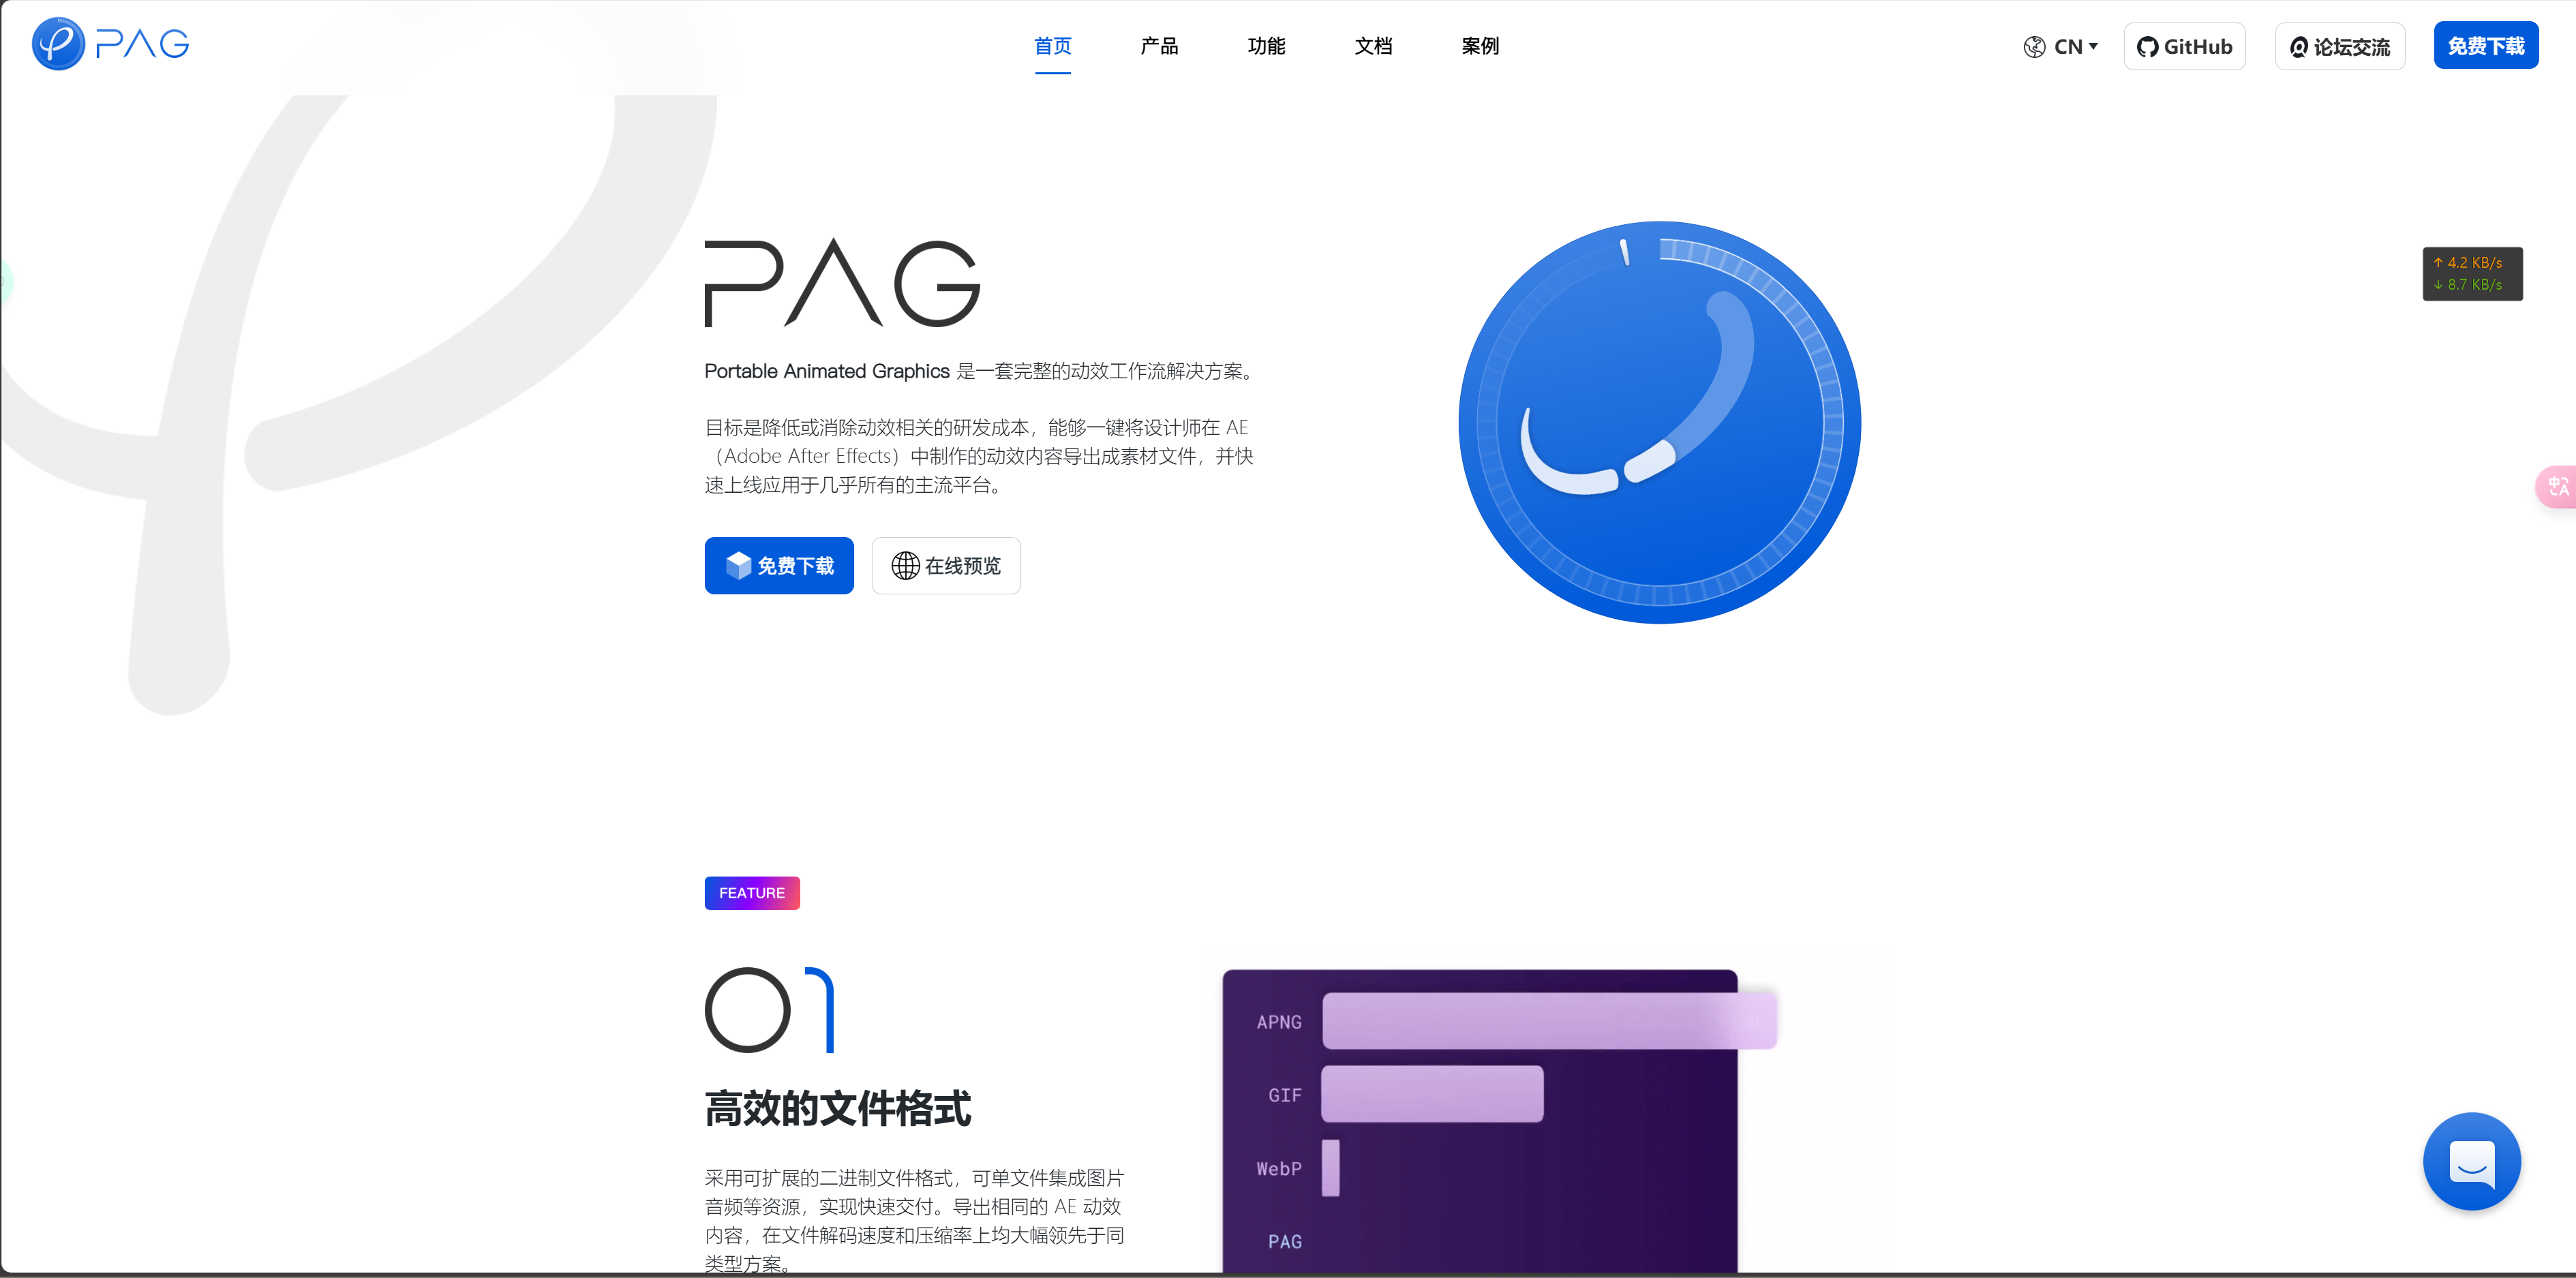 PAG
首页
产品
功能
文档
案例
CN
GitHub
论坛交流
免费下载
PAG
Portable Animated Graphics 是一套完整的动效工作流解决方案。
目标是降低或消除动效相关的研发成本，能够一键将设计师在 AE
（Adobe After Effects）中制作的动效内容导出成素材文件，并快
速上线应用于几乎所有的主流平台。
免费下载
在线预览
↑ 4.2 KB/s
↓ 8.7 KB/s
中
A
FEATURE
01
高效的文件格式
采用可扩展的二进制文件格式，可单文件集成图片
音频等资源，实现快速交付。导出相同的 AE 动效
内容，在文件解码速度和压缩率上均大幅领先于同
类型方案。
APNG
GIF
WebP
PAG